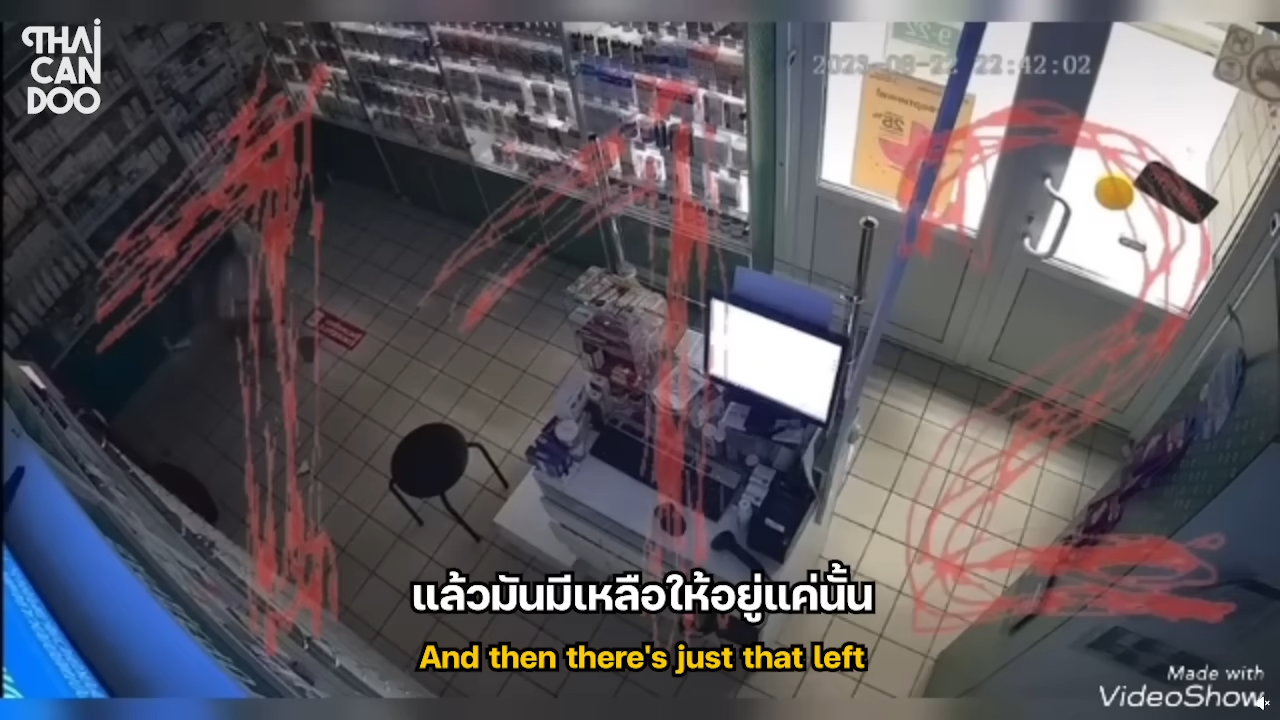 THAI
CAN
DOO
2023-08-22 22:42:02
112
แล้วมันมีเหลือให้อยู่แค่นั้น
And then there's just that left
Made with
VideoShow